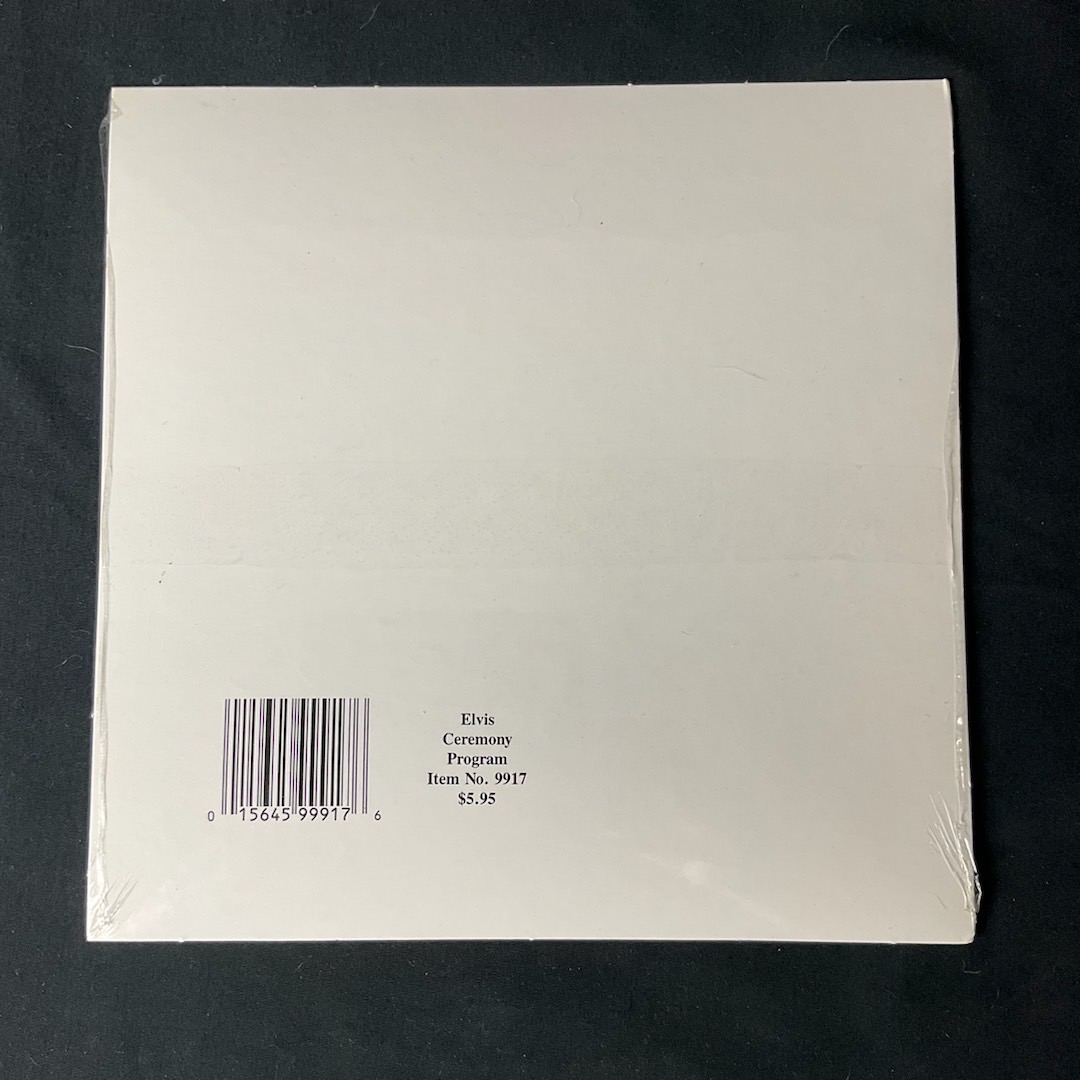 Elvis
Ceremony
Program
Item No. 9917
$5.95
0 15645 99917 6